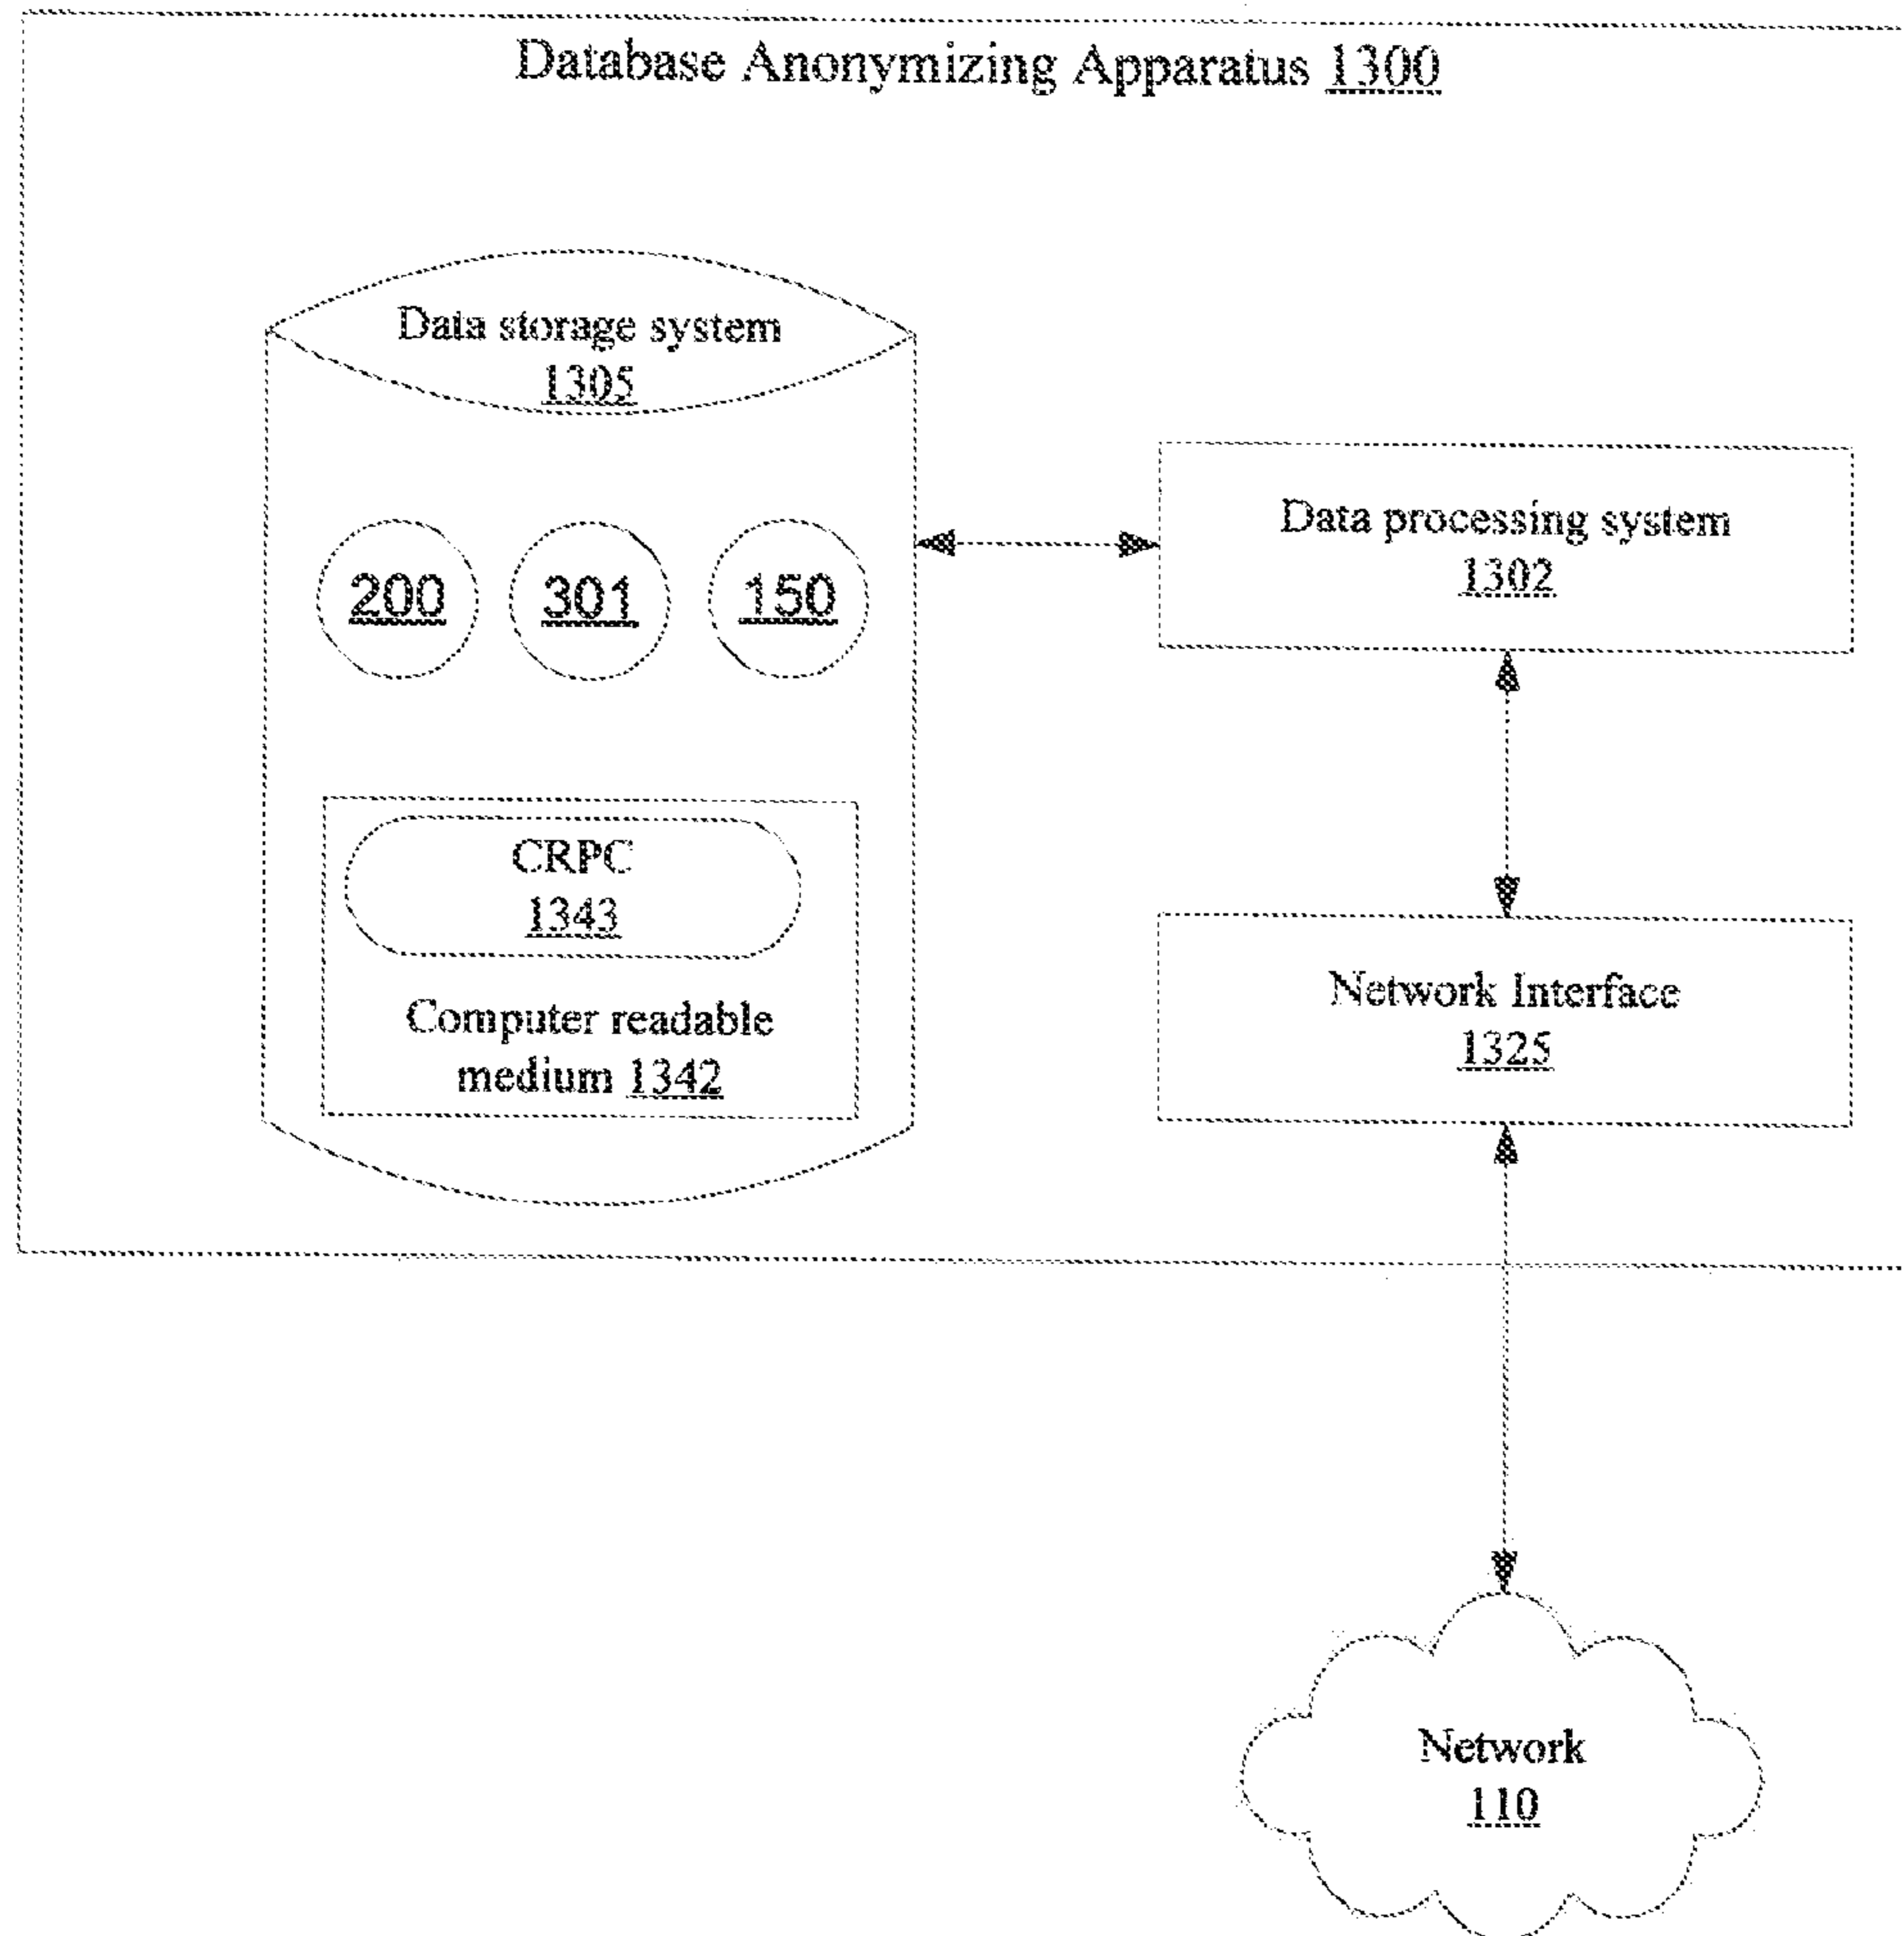 Database Anonymizing Apparatus 1300
Data storage system
1305
200
301
150
CRPC
1343
Computer readable
medium 1342
Data processing system
1302
Network Interface
1325
Network
110